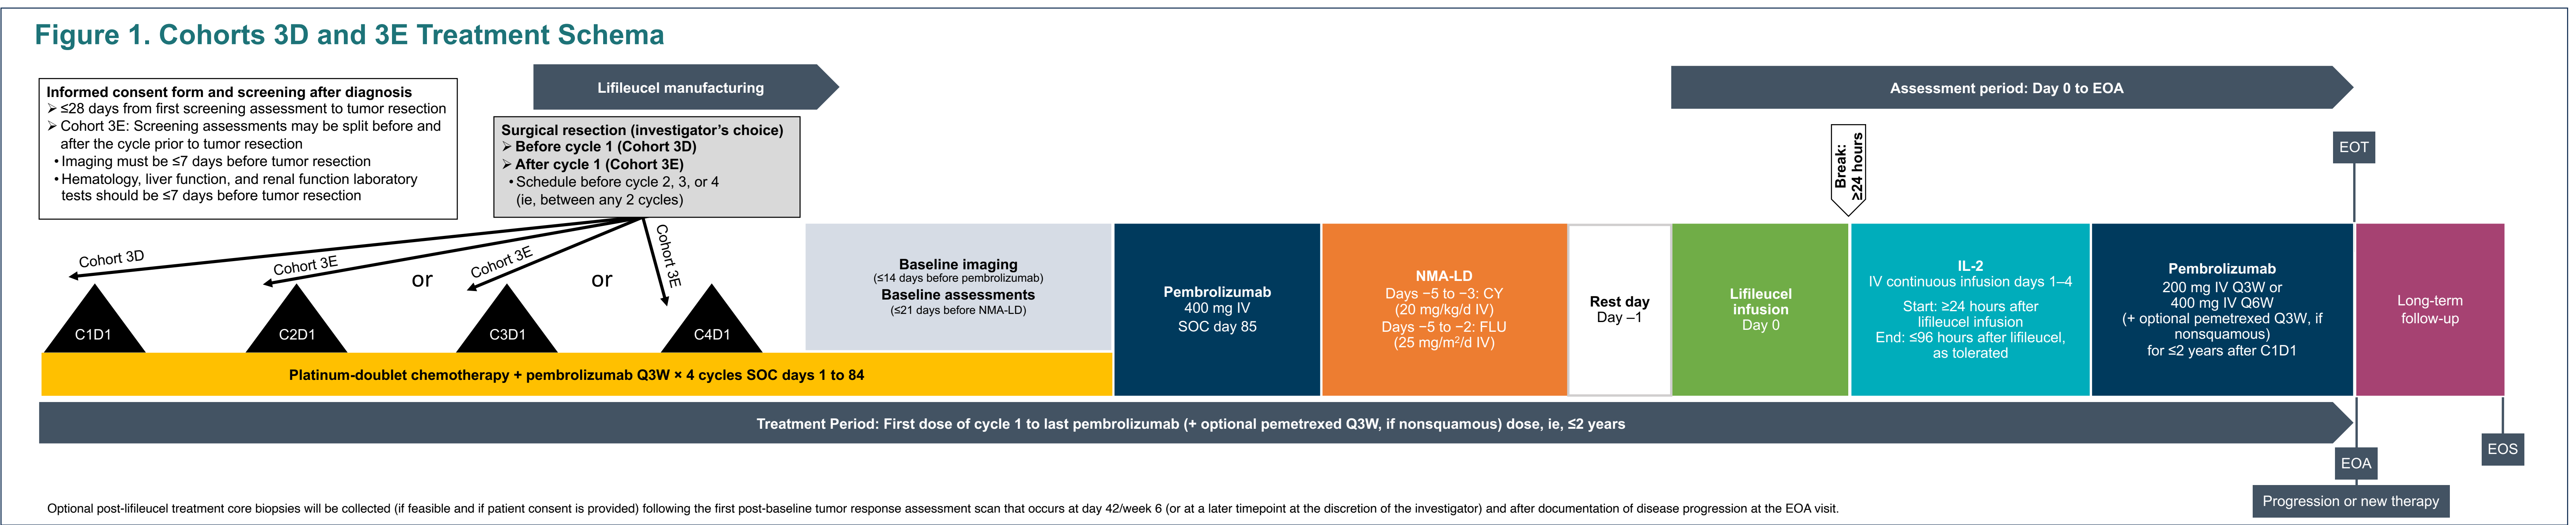 Figure 1. Cohorts 3D and 3E Treatment Schema
Informed consent form and screening after diagnosis
➢ ≤28 days from first screening assessment to tumor resection
➢ Cohort 3E: Screening assessments may be split before and
after the cycle prior to tumor resection
• Imaging must be ≤7 days before tumor resection
• Hematology, liver function, and renal function laboratory
tests should be ≤7 days before tumor resection
Lifileucel manufacturing
Surgical resection (investigator’s choice)
➢ Before cycle 1 (Cohort 3D)
➢ After cycle 1 (Cohort 3E)
• Schedule before cycle 2, 3, or 4
(ie, between any 2 cycles)
Assessment period: Day 0 to EOA
Break:
≥24 hours
EOT
Cohort 3D
Cohort 3E
or
Cohort 3E
or
Cohort 3E
C1D1
C2D1
C3D1
C4D1
Platinum-doublet chemotherapy + pembrolizumab Q3W × 4 cycles SOC days 1 to 84
Baseline imaging
(≤14 days before pembrolizumab)
Baseline assessments
(≤21 days before NMA-LD)
Pembrolizumab
400 mg IV
SOC day 85
NMA-LD
Days −5 to −3: CY
(20 mg/kg/d IV)
Days −5 to −2: FLU
(25 mg/m²/d IV)
Rest day
Day –1
Lifileucel
infusion
Day 0
IL-2
IV continuous infusion days 1–4
Start: ≥24 hours after
lifileucel infusion
End: ≤96 hours after lifileucel,
as tolerated
Pembrolizumab
200 mg IV Q3W or
400 mg IV Q6W
(+ optional pemetrexed Q3W, if
nonsquamous)
for ≤2 years after C1D1
Long-term
follow-up
Treatment Period: First dose of cycle 1 to last pembrolizumab (+ optional pemetrexed Q3W, if nonsquamous) dose, ie, ≤2 years
EOA
EOS
Progression or new therapy
Optional post-lifileucel treatment core biopsies will be collected (if feasible and if patient consent is provided) following the first post-baseline tumor response assessment scan that occurs at day 42/week 6 (or at a later timepoint at the discretion of the investigator) and after documentation of disease progression at the EOA visit.